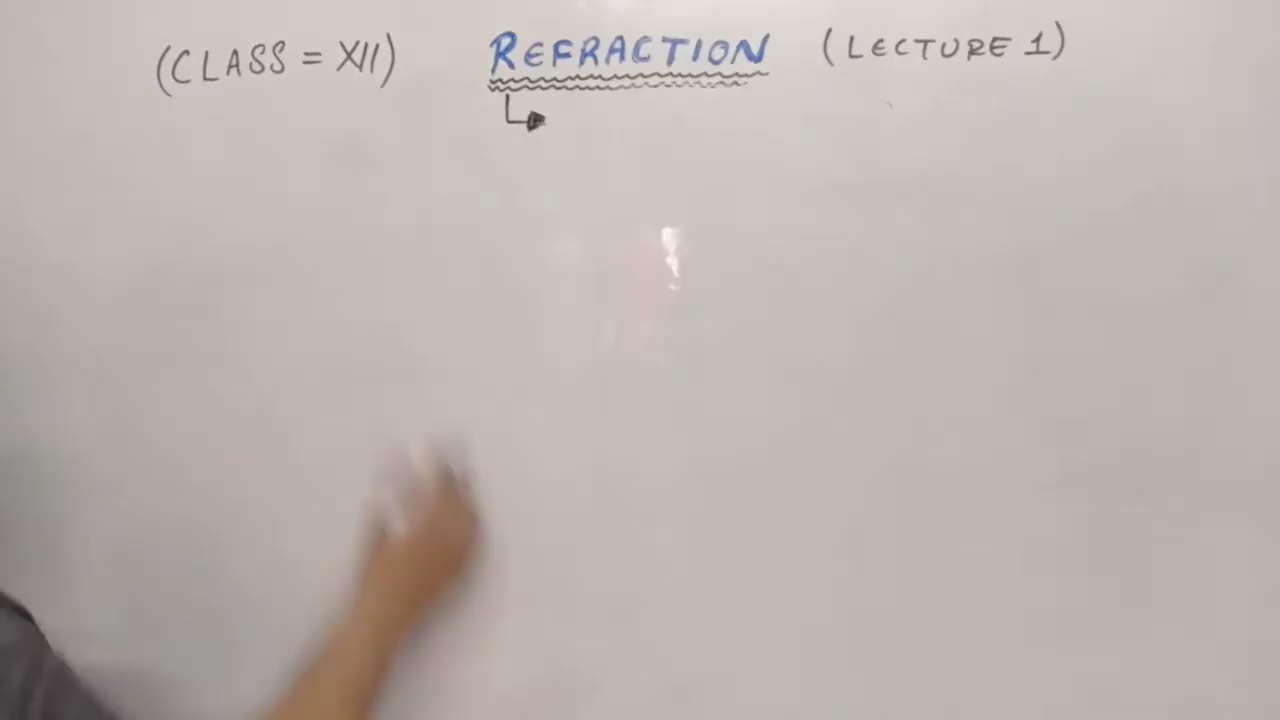 (CLASS = XII) REFRACTION (LECTURE 1)